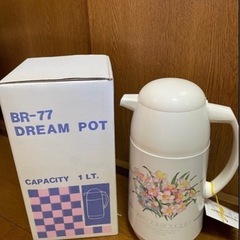 BR-77
DREAM POT
CAPACITY 1 LT.